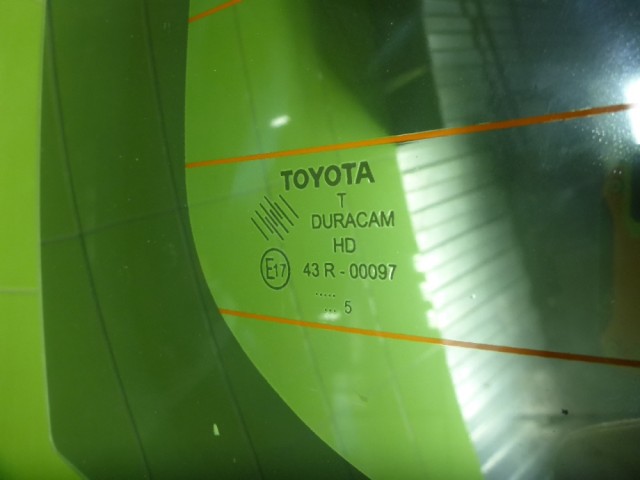 TOYOTA
T
DURACAM
HD
E17 43 R - 00097
.....
... 5